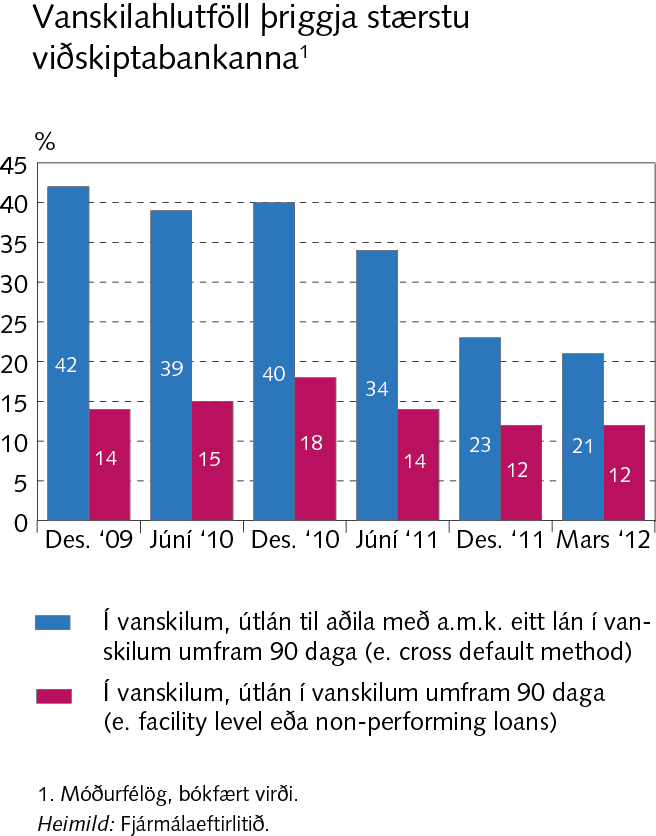 Vanskilahlutföll þriggja stærstu
viðskiptabankanna¹
%
45
40
35
30
25
20
15
10
5
0
42
14
39
15
40
18
34
14
23
12
21
12
Des. ‘09 Júní ‘10 Des. ‘10 Júní ‘11 Des. ‘11 Mars ‘12
Í vanskilum, útlán til aðila með a.m.k. eitt lán í van-
skilum umfram 90 daga (e. cross default method)
Í vanskilum, útlán í vanskilum umfram 90 daga
(e. facility level eða non-performing loans)
1. Móðurfélög, bókfært virði.
Heimild: Fjármálaeftirlitið.